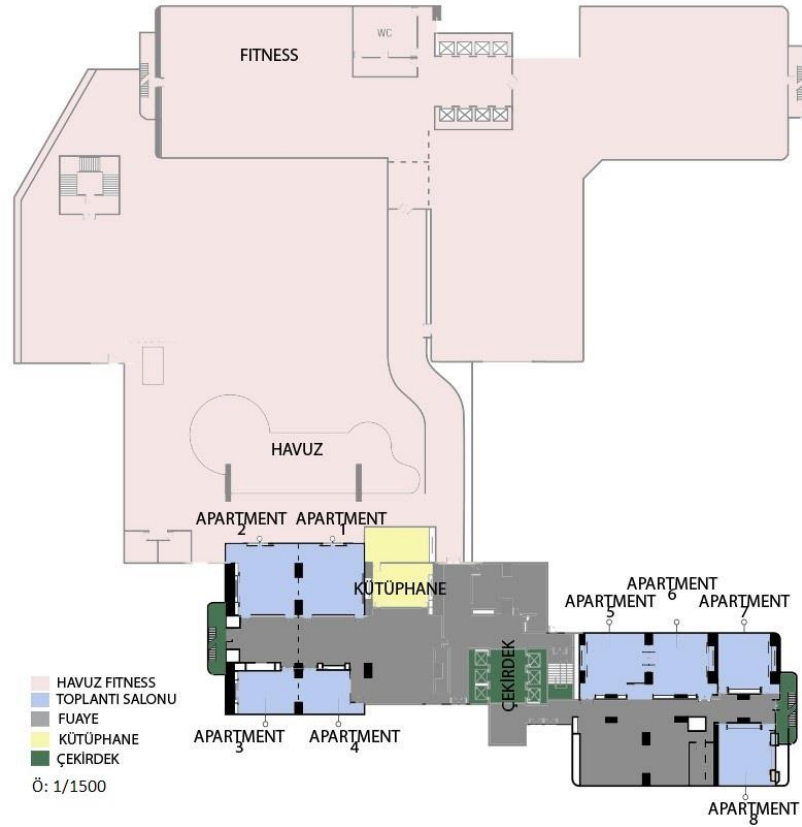 WC
FITNESS
HAVUZ
APARTMENT
2
APARTMENT
1
KÜTÜPHANE
APARTMENT
5
APARTMENT
6
APARTMENT
7
ÇEKİRDEK
HAVUZ FITNESS
TOPLANTI SALONU
FUAYE
KÜTÜPHANE
ÇEKİRDEK
Ö: 1/1500
APARTMENT
3
APARTMENT
4
APARTMENT
8